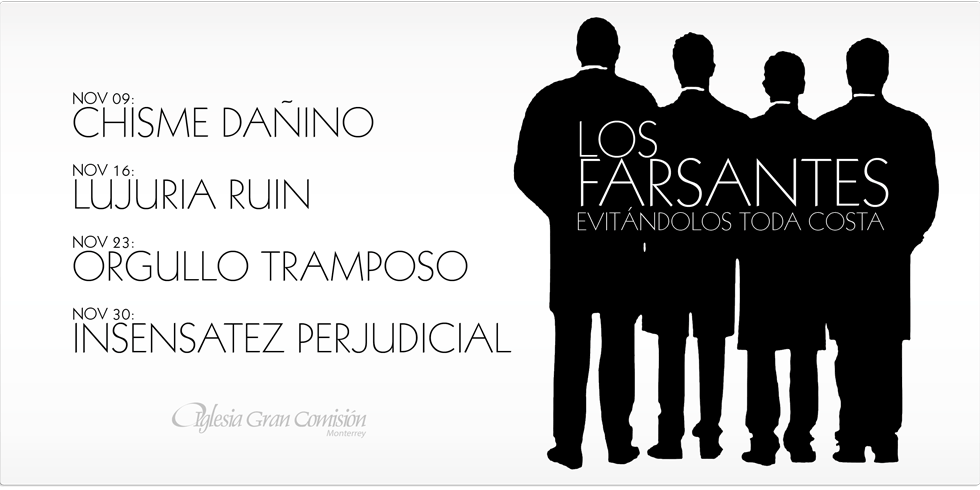 NOV 09:
CHISME DAÑINO
NOV 16:
LUJURIA RUIN
NOV 23:
ORGULLO TRAMPOSO
NOV 30:
INSENSATEZ PERJUDICIAL
Iglesia Gran Comisión
Monterrey
LOS
FARSANTES
EVITÁNDOLOS TODA COSTA